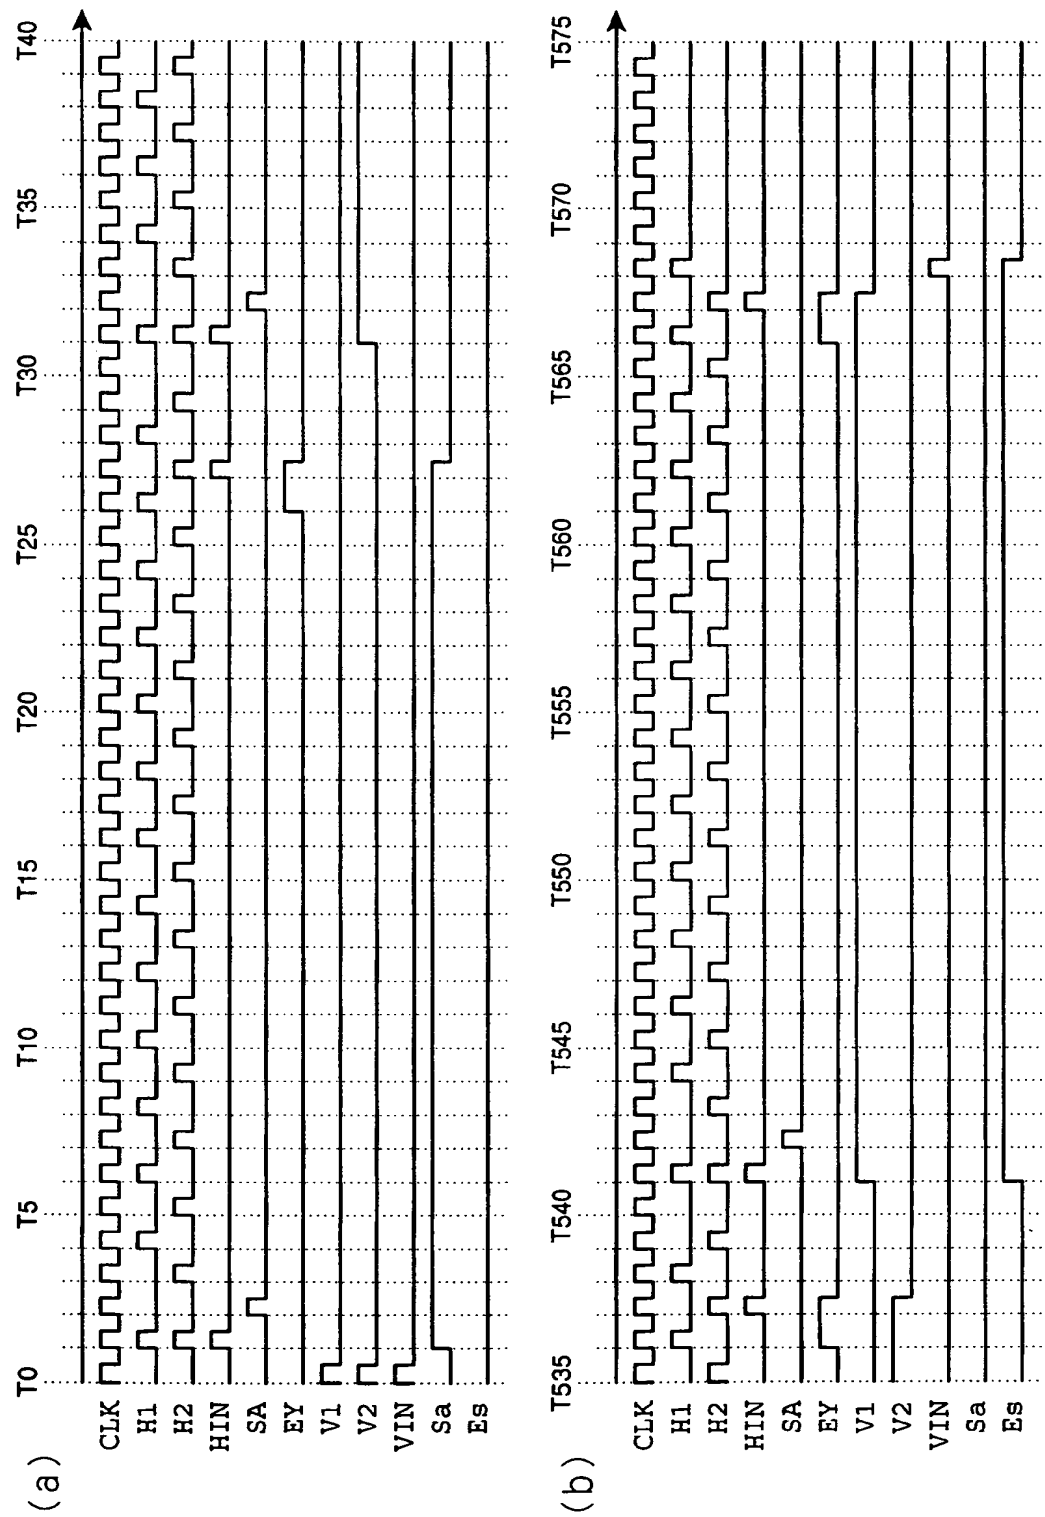 (a)
T0 T5 T10 T15 T20 T25 T30 T35 T40
CLK
H1
H2
HIN
SA
EY
V1
V2
VIN
Sa
Es
(b)
T535 T540 T545 T550 T555 T560 T565 T570 T575
CLK
H1
H2
HIN
SA
EY
V1
V2
VIN
Sa
Es